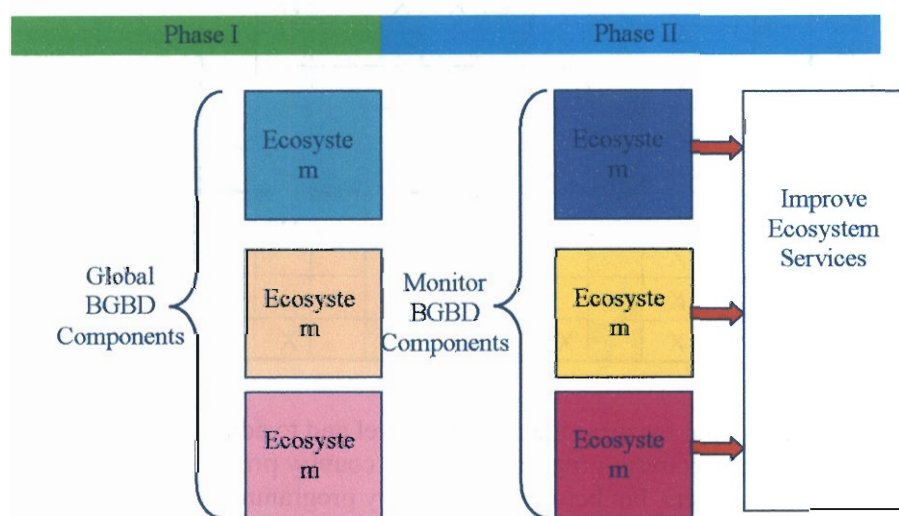 Phase I
Phase II
Global
BGBD
Components
Ecosyste
m
Ecosyste
m
Ecosyste
m
Monitor
BGBD
Components
Ecosyste
m
Ecosyste
m
Ecosyste
m
Improve
Ecosystem
Services